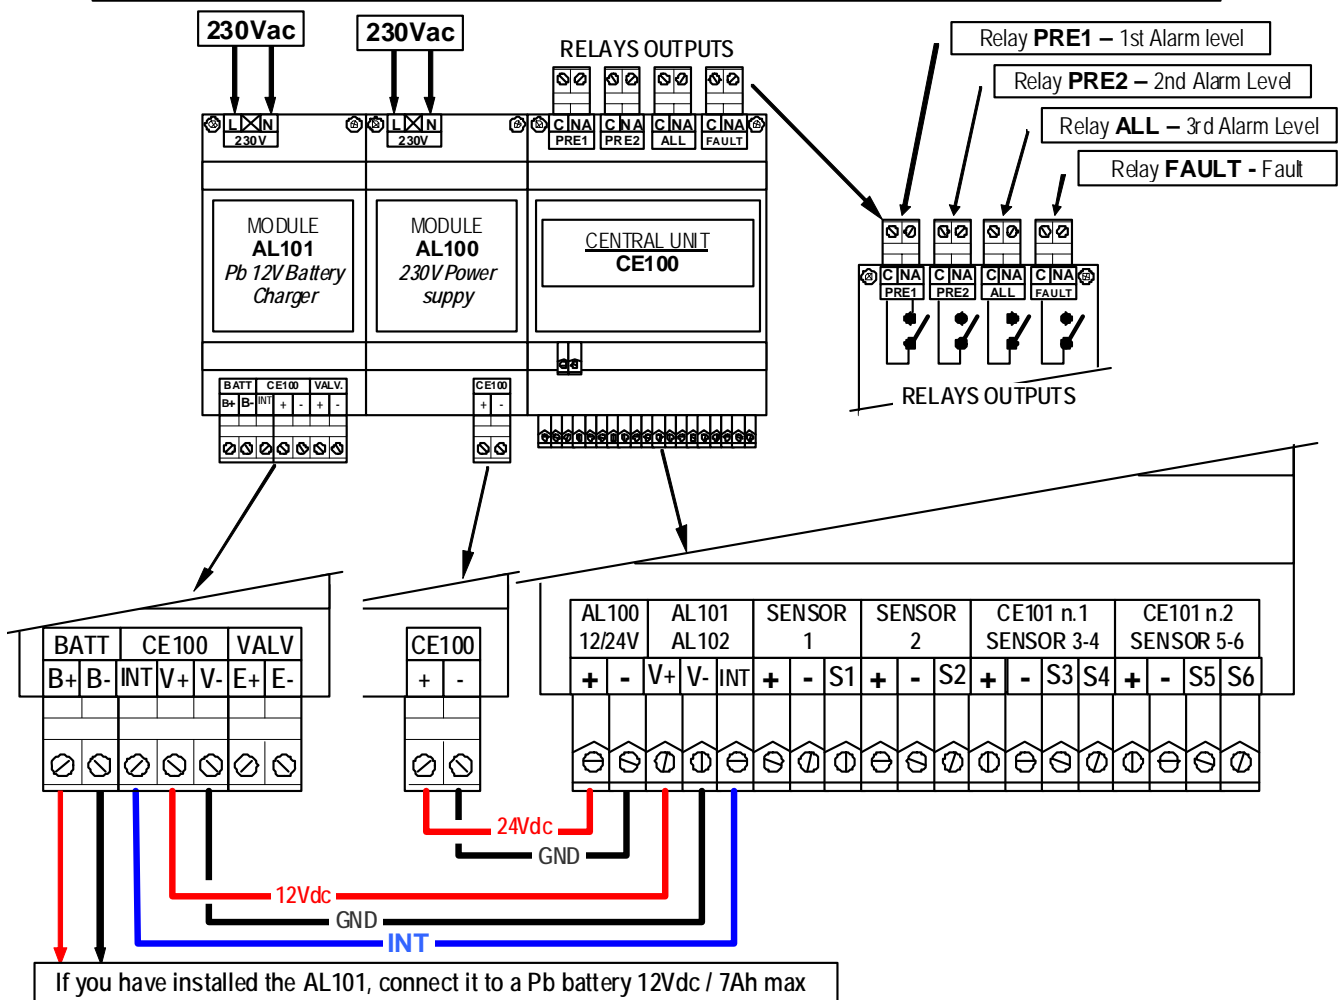 230Vac
230Vac
RELAYS OUTPUTS
Relay PRE1 – 1st Alarm level
Relay PRE2 – 2nd Alarm Level
Relay ALL – 3rd Alarm Level
Relay FAULT - Fault
L N
230V
L N
230V
C NA C NA C NA C NA
PRE1 PRE2 ALL FAULT
MODULE
AL101
Pb 12V Battery
Charger
MODULE
AL100
230V Power
suppy
CENTRAL UNIT
CE100
C NA C NA C NA C NA
PRE1 PRE2 ALL FAULT
RELAYS OUTPUTS
BATT CE100 VALV.
B+ B- INT + - + -
CE100
+ -
BATT CE100 VALV
B+ B- INT V+ V- E+ E-
CE100
+ -
AL100 AL101 SENSOR SENSOR CE101 n.1 CE101 n.2
12/24V AL102 1 2 SENSOR 3-4 SENSOR 5-6
+ - V+ V- INT + - S1 + - S2 + - S3 S4 + - S5 S6
24Vdc
GND
12Vdc
GND
INT
If you have installed the AL101, connect it to a Pb battery 12Vdc / 7Ah max